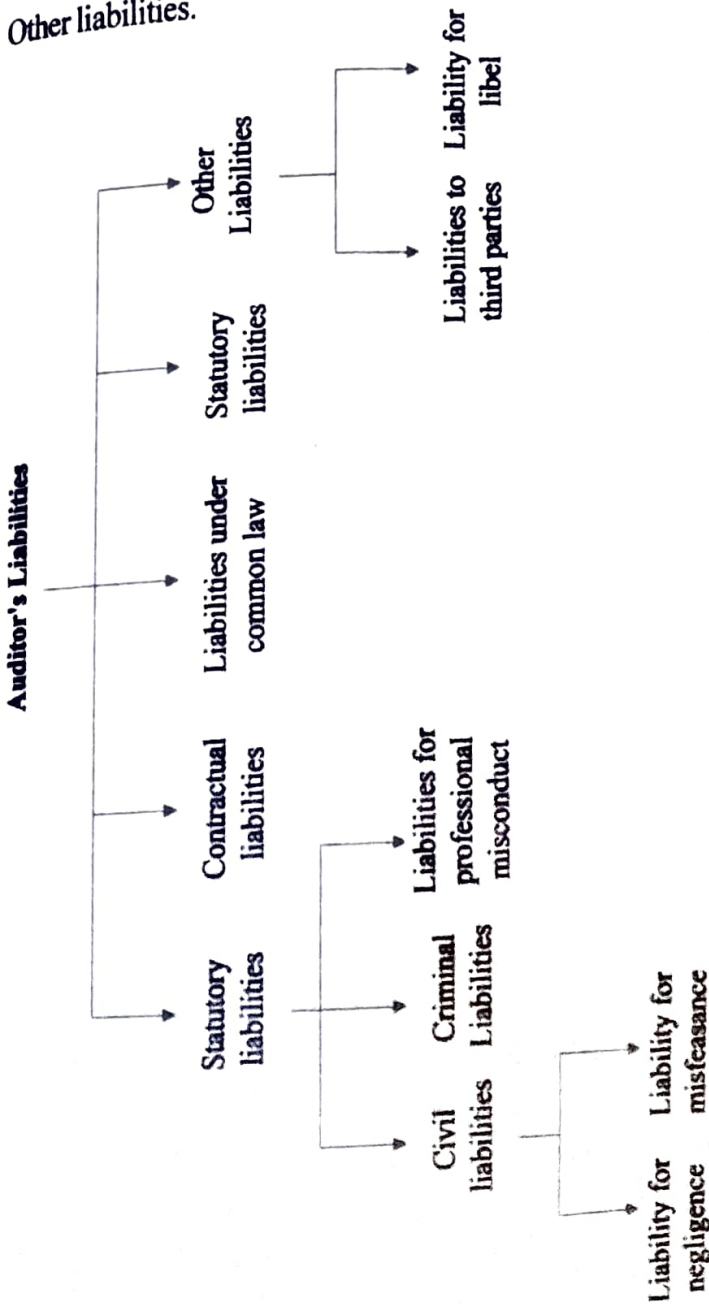 Other liabilities.
Auditor's Liabilities
Statutory
liabilities
Contractual
liabilities
Liabilities under
common law
Statutory
liabilities
Other
Liabilities
Civil
liabilities
Criminal
Liabilities
Liabilities for
professional
misconduct
Liabilities to
third parties
Liability for
libel
Liability for
negligence
Liability for
misfeasance